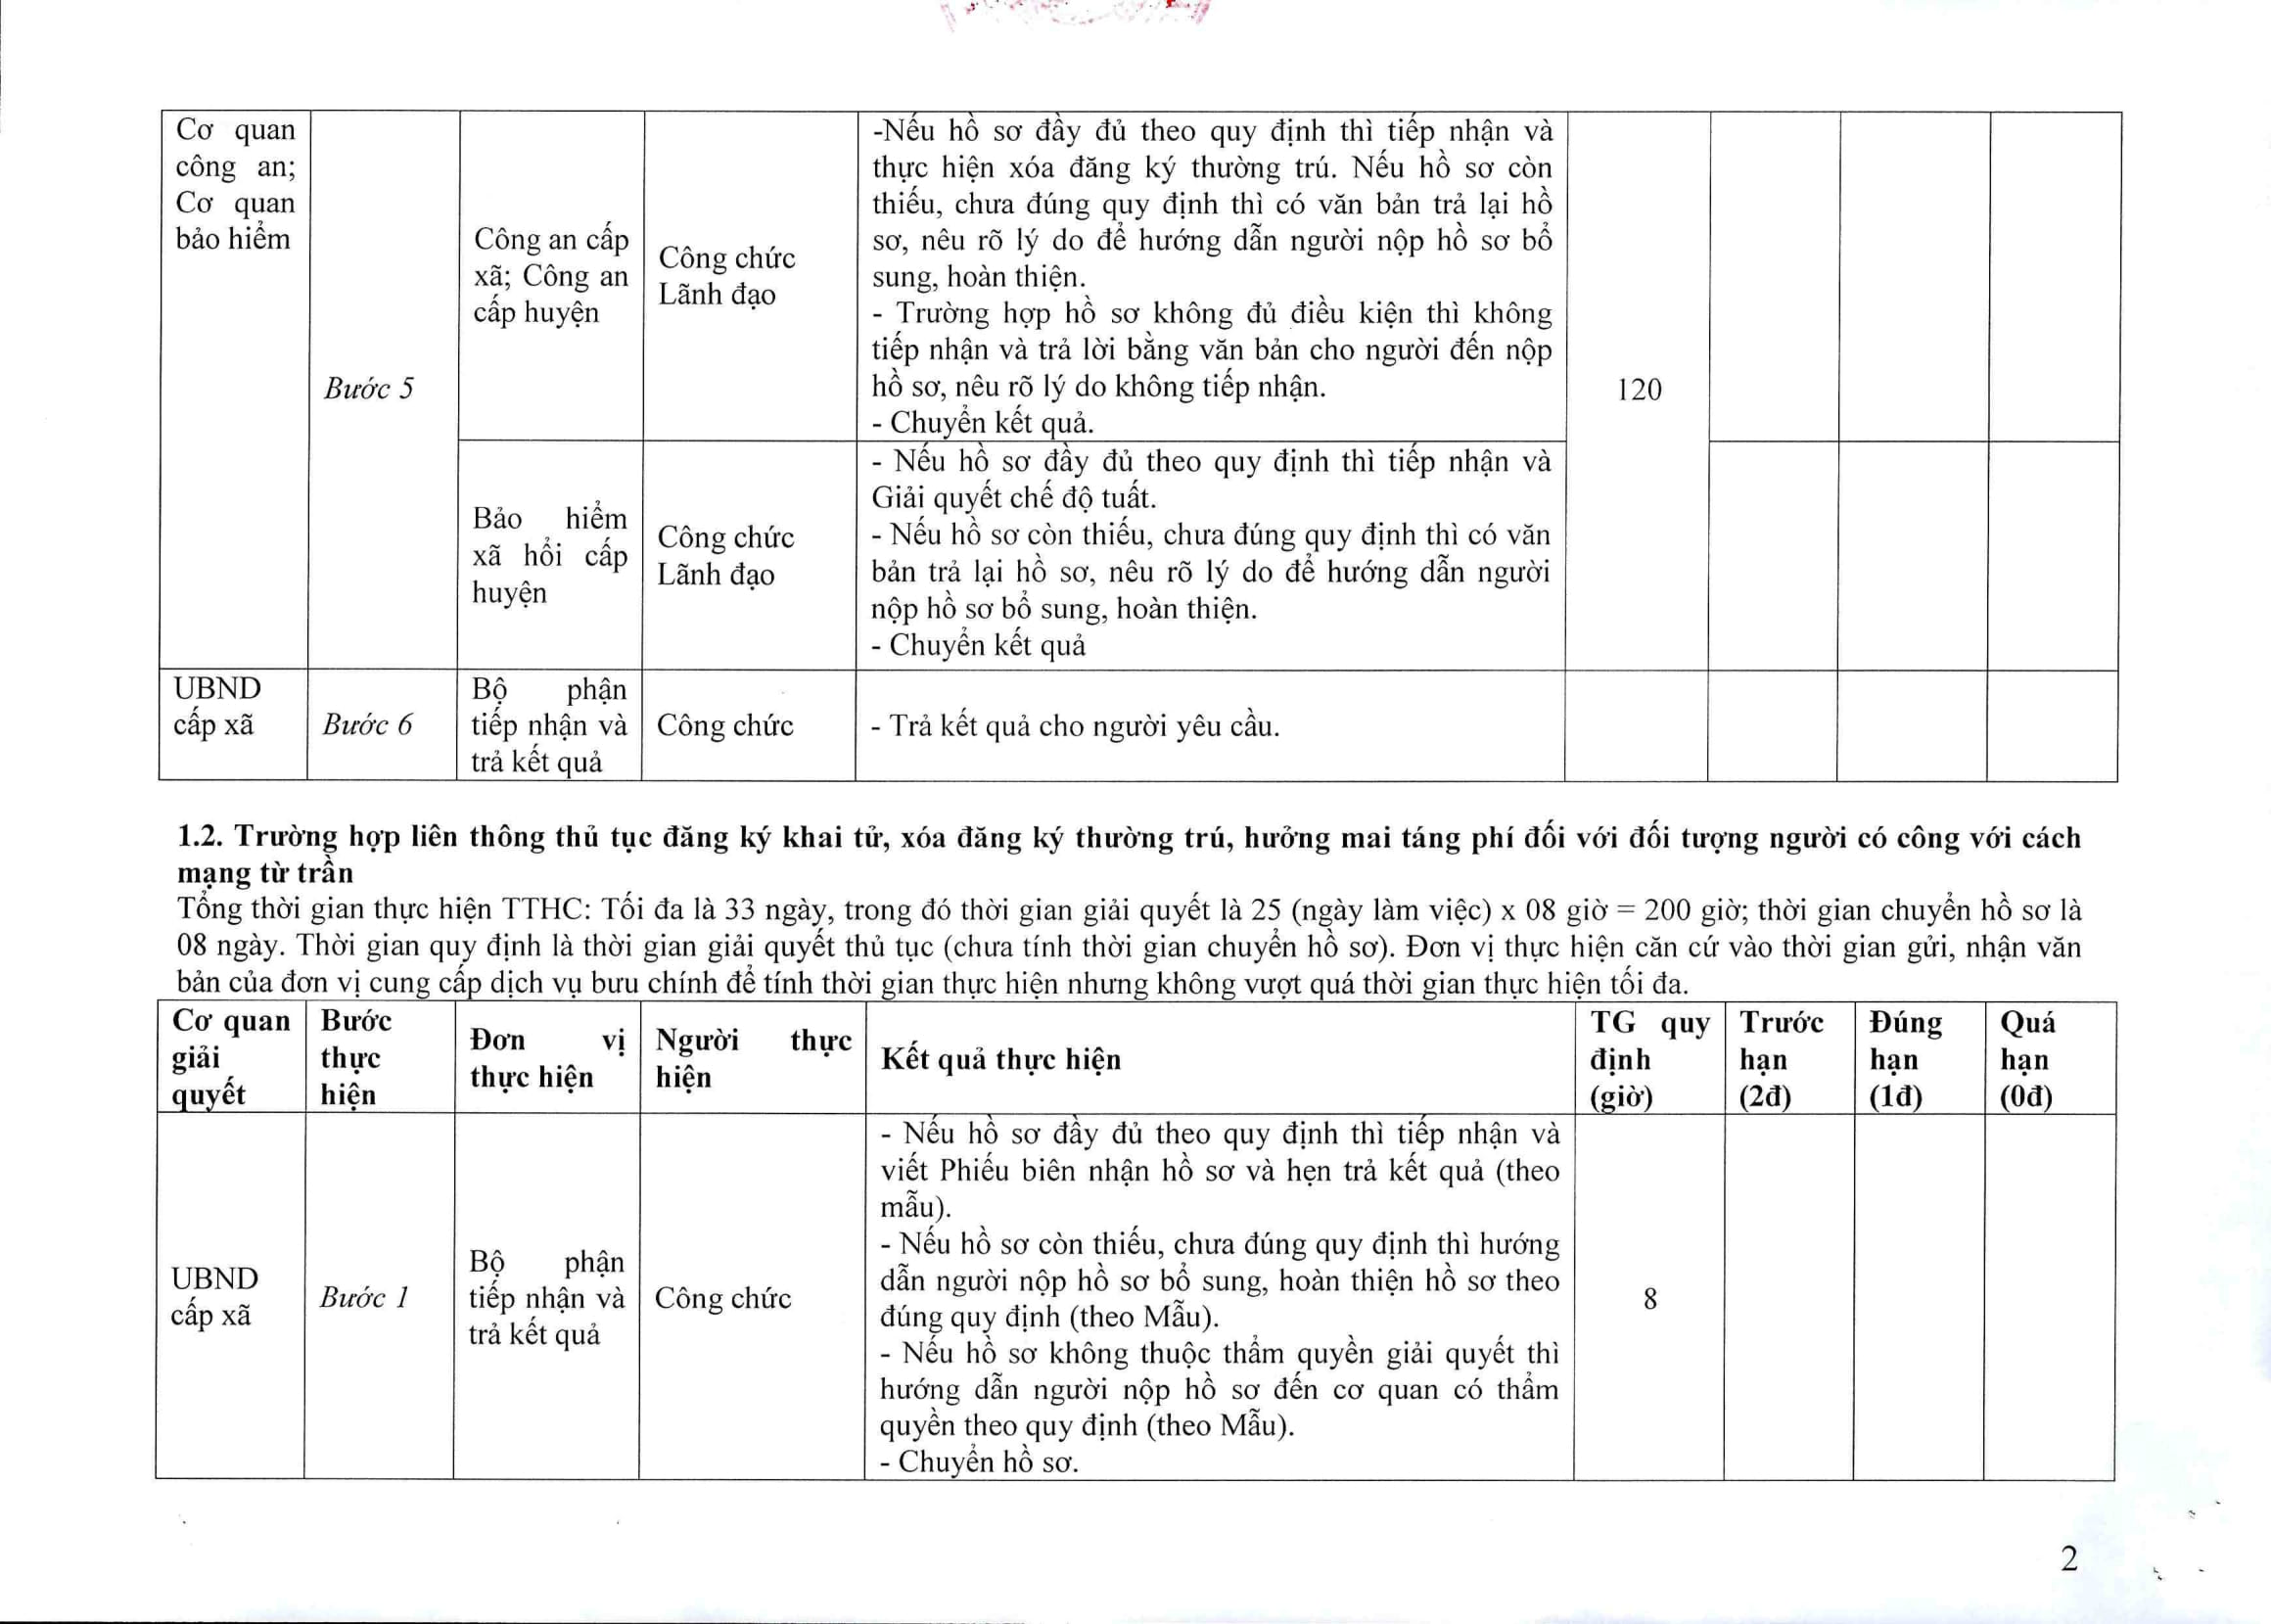 Cơ quan
công an;
Cơ quan
bảo hiểm
Bước 5
Công an cấp
xã; Công an
cấp huyện
Công chức
Lãnh đạo
-Nếu hồ sơ đầy đủ theo quy định thì tiếp nhận và
thực hiện xóa đăng ký thường trú. Nếu hồ sơ còn
thiếu, chưa đúng quy định thì có văn bản trả lại hồ
sơ, nêu rõ lý do để hướng dẫn người nộp hồ sơ bổ
sung, hoàn thiện.
- Trường hợp hồ sơ không đủ điều kiện thì không
tiếp nhận và trả lời bằng văn bản cho người đến nộp
hồ sơ, nêu rõ lý do không tiếp nhận.
- Chuyển kết quả.
120
Bảo hiểm
xã hổi cấp
huyện
Công chức
Lãnh đạo
- Nếu hồ sơ đầy đủ theo quy định thì tiếp nhận và
Giải quyết chế độ tuất.
- Nếu hồ sơ còn thiếu, chưa đúng quy định thì có văn
bản trả lại hồ sơ, nêu rõ lý do để hướng dẫn người
nộp hồ sơ bổ sung, hoàn thiện.
- Chuyển kết quả
UBND
cấp xã
Bước 6
Bộ phận
tiếp nhận và
trả kết quả
Công chức
- Trả kết quả cho người yêu cầu.
1.2. Trường hợp liên thông thủ tục đăng ký khai tử, xóa đăng ký thường trú, hưởng mai táng phí đối với đối tượng người có công với cách
mạng từ trần
Tổng thời gian thực hiện TTHC: Tối đa là 33 ngày, trong đó thời gian giải quyết là 25 (ngày làm việc) x 08 giờ = 200 giờ; thời gian chuyển hồ sơ là
08 ngày. Thời gian quy định là thời gian giải quyết thủ tục (chưa tính thời gian chuyển hồ sơ). Đơn vị thực hiện căn cứ vào thời gian gửi, nhận văn
bản của đơn vị cung cấp dịch vụ bưu chính để tính thời gian thực hiện nhưng không vượt quá thời gian thực hiện tối đa.
Cơ quan
giải
quyết
Bước
thực
hiện
Đơn vị
thực hiện
Người thực
hiện
Kết quả thực hiện
TG quy
định
(giờ)
Trước
hạn
(2đ)
Đúng
hạn
(1đ)
Quá
hạn
(0đ)
UBND
cấp xã
Bước 1
Bộ phận
tiếp nhận và
trả kết quả
Công chức
- Nếu hồ sơ đầy đủ theo quy định thì tiếp nhận và
viết Phiếu biên nhận hồ sơ và hẹn trả kết quả (theo
mẫu).
- Nếu hồ sơ còn thiếu, chưa đúng quy định thì hướng
dẫn người nộp hồ sơ bổ sung, hoàn thiện hồ sơ theo
đúng quy định (theo Mẫu).
- Nếu hồ sơ không thuộc thẩm quyền giải quyết thì
hướng dẫn người nộp hồ sơ đến cơ quan có thẩm
quyền theo quy định (theo Mẫu).
- Chuyển hồ sơ.
8
2